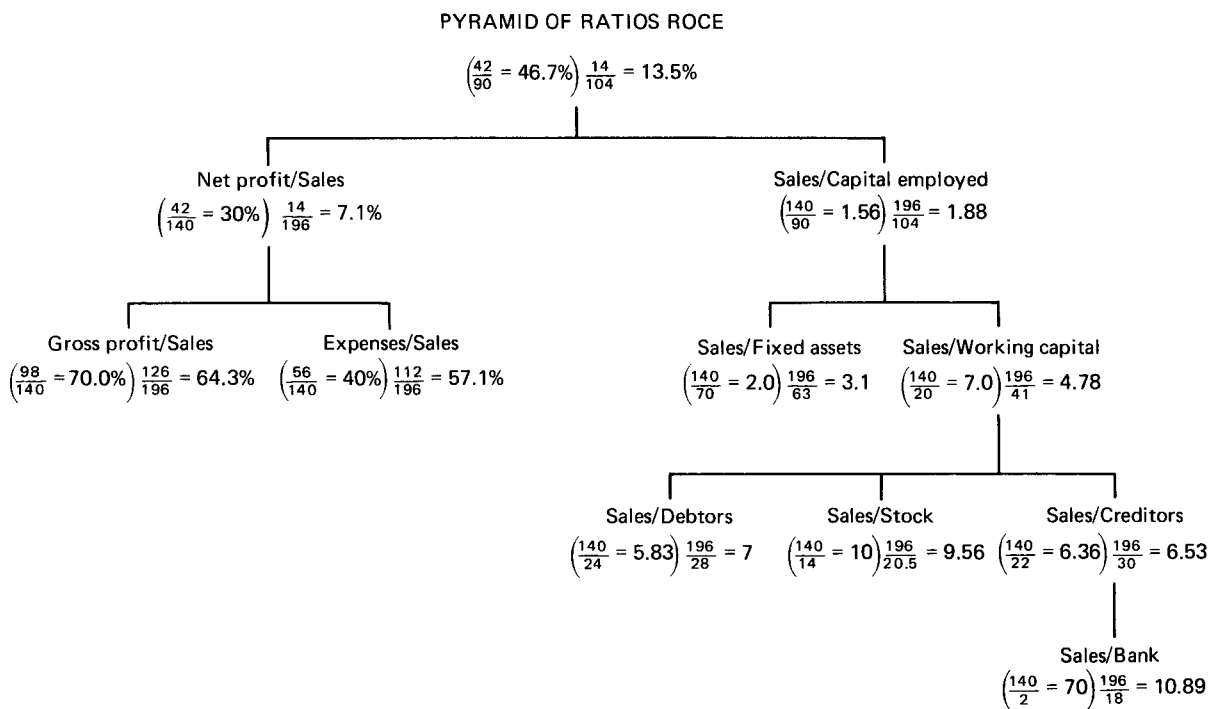 PYRAMID OF RATIOS ROCE
(42/90 = 46.7%) 14/104 = 13.5%
Net profit/Sales
(42/140 = 30%) 14/196 = 7.1%
Sales/Capital employed
(140/90 = 1.56) 196/104 = 1.88
Gross profit/Sales
(98/140 = 70.0%) 126/196 = 64.3%
Expenses/Sales
(56/140 = 40%) 112/196 = 57.1%
Sales/Fixed assets
(140/70 = 2.0) 196/63 = 3.1
Sales/Working capital
(140/20 = 7.0) 196/41 = 4.78
Sales/Debtors
(140/24 = 5.83) 196/28 = 7
Sales/Stock
(140/14 = 10) 196/20.5 = 9.56
Sales/Creditors
(140/22 = 6.36) 196/30 = 6.53
Sales/Bank
(140/2 = 70) 196/18 = 10.89